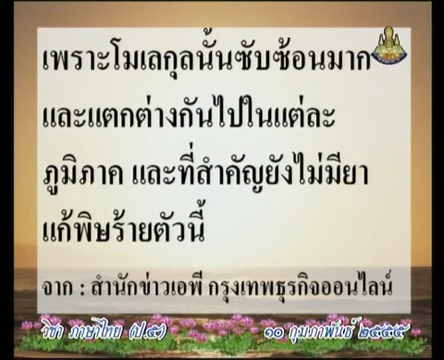 เพราะโมเลกุลนั้นซับซ้อนมาก
และแตกต่างกันไปในแต่ละ
ภูมิภาค และที่สำคัญยังไม่มียา
แก้พิษร้ายตัวนี้
จาก : สำนักข่าวเอพี กรุงเทพธุรกิจออนไลน์
วิชา ภาษาไทย (ป.๕) ๑๐ กุมภาพันธ์ ๒๕๕๕